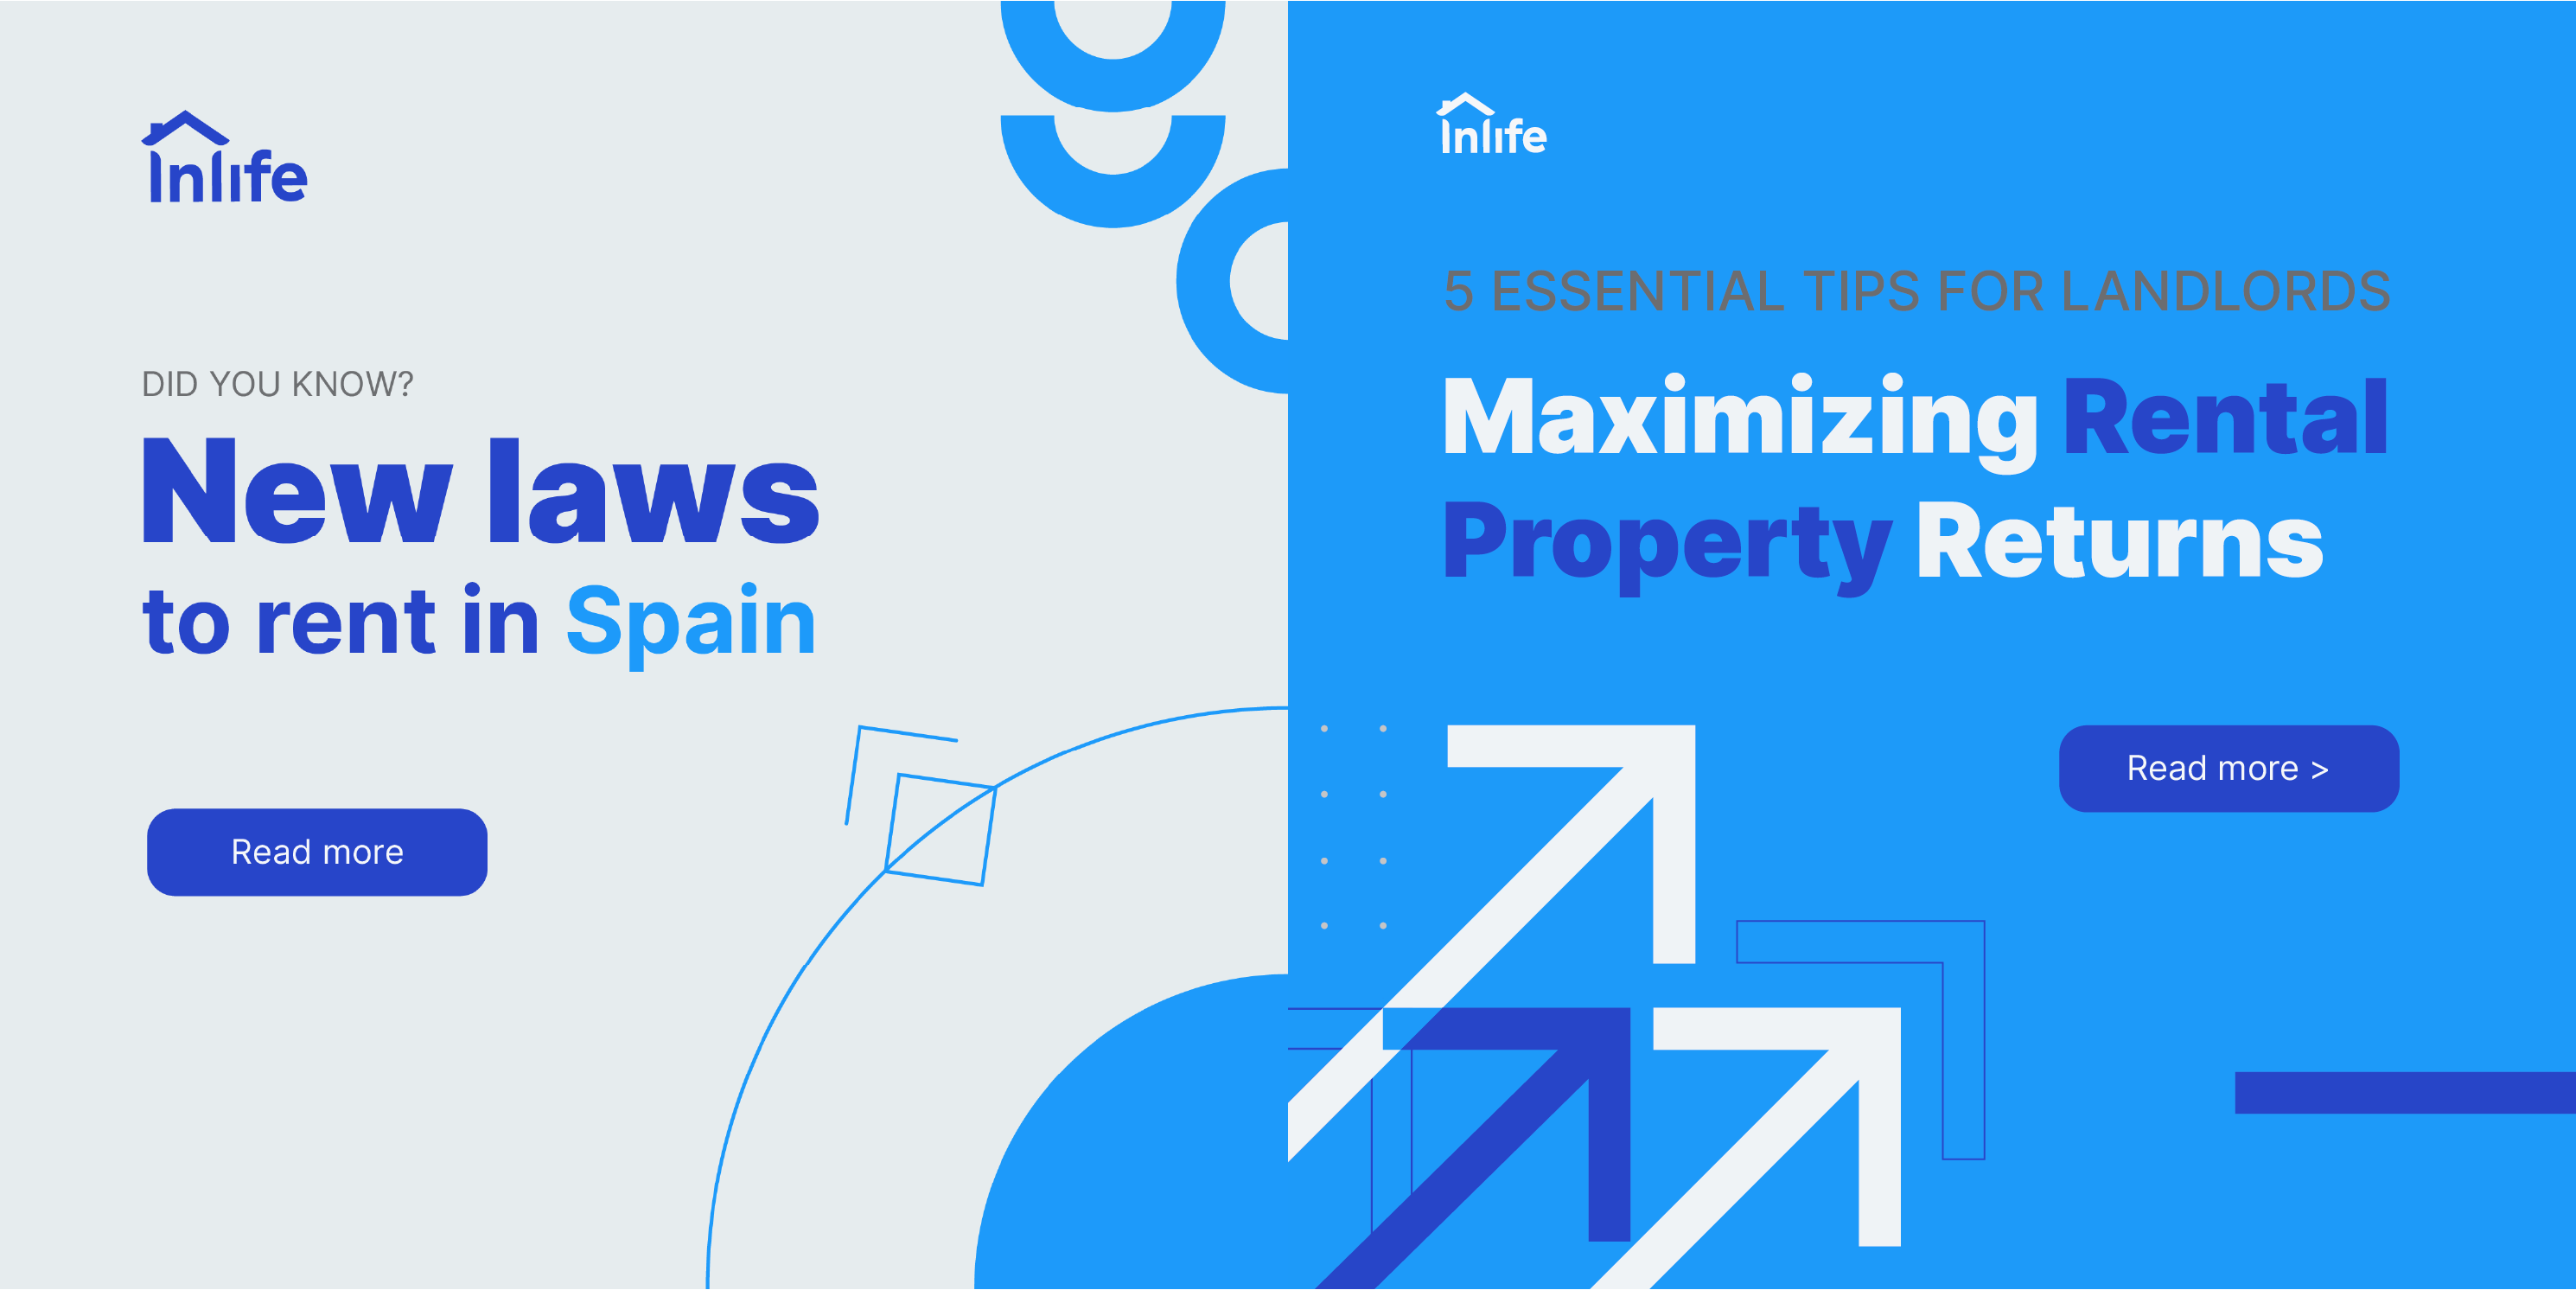 Inlife
DID YOU KNOW?
New laws
to rent in Spain
Read more
Inlife
5 ESSENTIAL TIPS FOR LANDLORDS
Maximizing Rental
Property Returns
Read more >